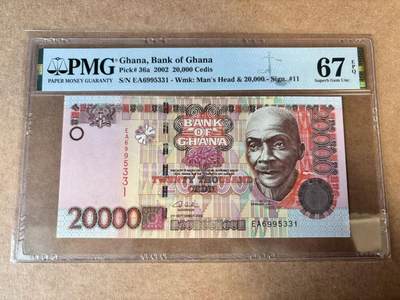 PMG
PAPER MONEY GUARANTY
Ghana, Bank of Ghana
Pick# 36a 2002 20,000 Cedis
S/N EA6995331 - Wmk: Man's Head & 20,000 - Sign. #11
67 EPQ
Superb Gem Unc
EA6995331
BANK OF
GHANA
TWENTY THOUSAND
CEDIS
20000
EA6995331